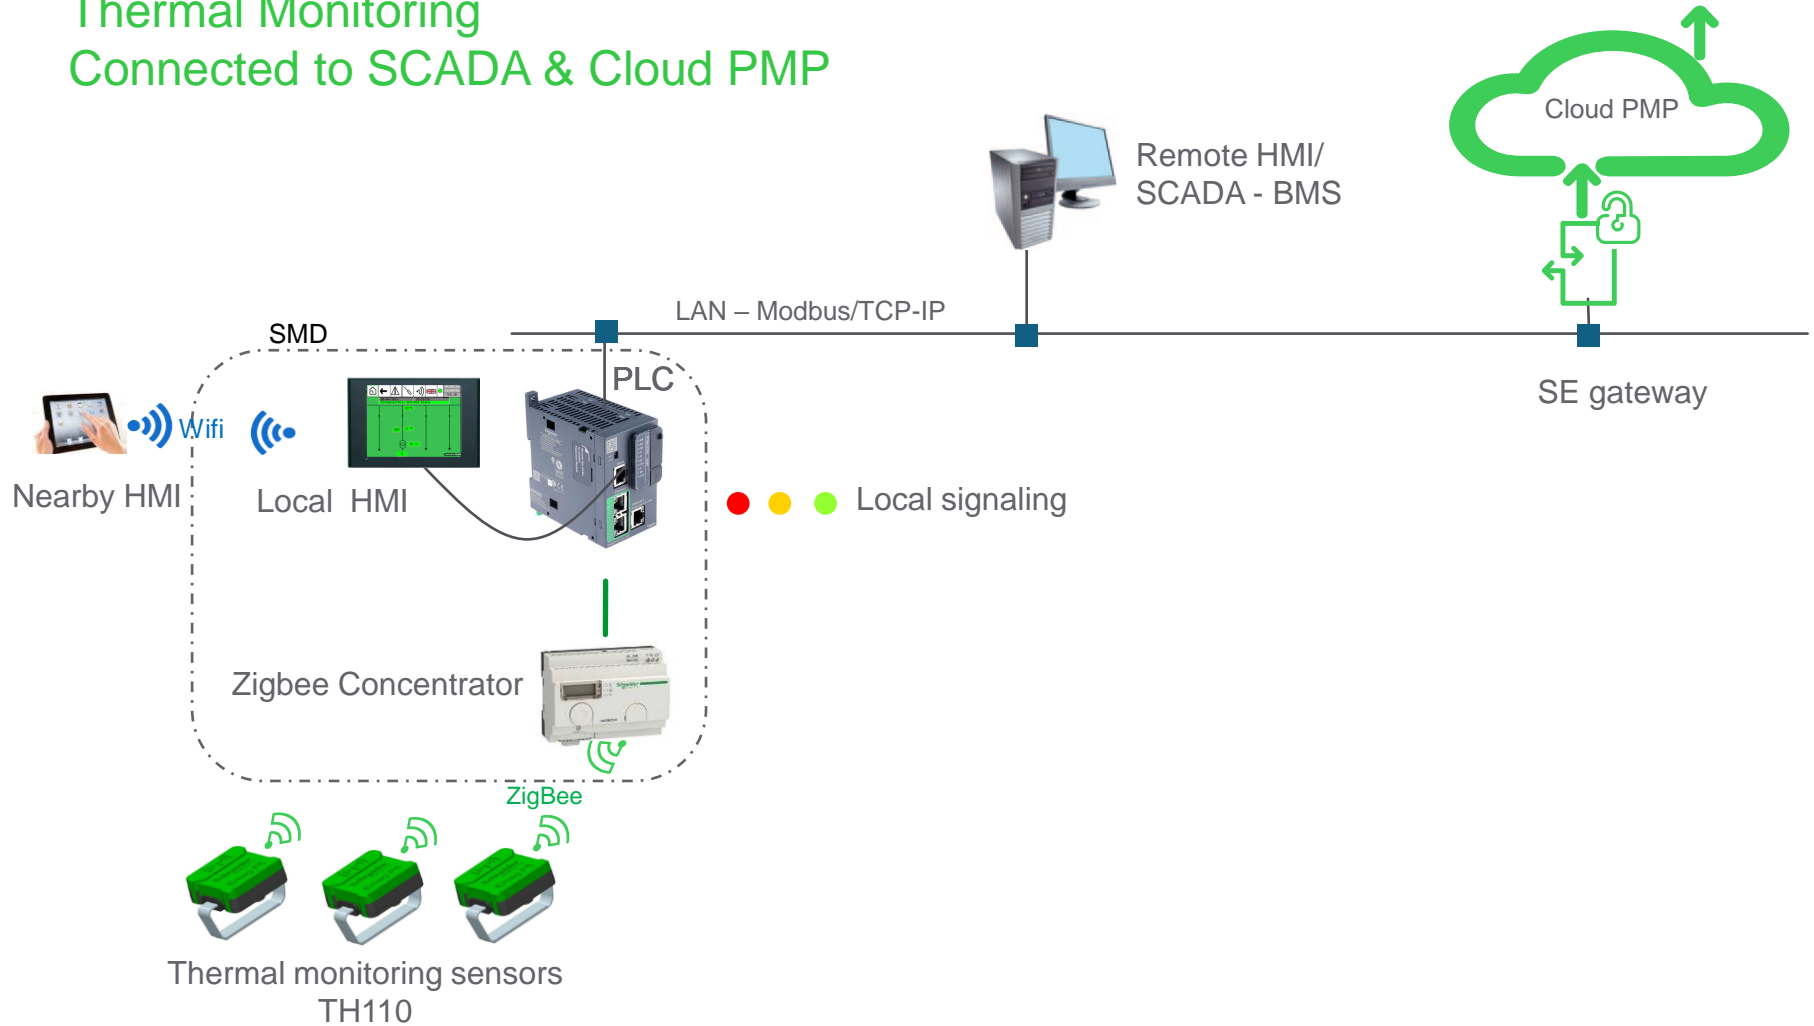 Thermal Monitoring
Connected to SCADA & Cloud PMP
Cloud PMP
Remote HMI/
SCADA - BMS
LAN – Modbus/TCP-IP
SMD
PLC
SE gateway
Wifi
Nearby HMI
Local HMI
Local signaling
Zigbee Concentrator
ZigBee
Thermal monitoring sensors
TH110